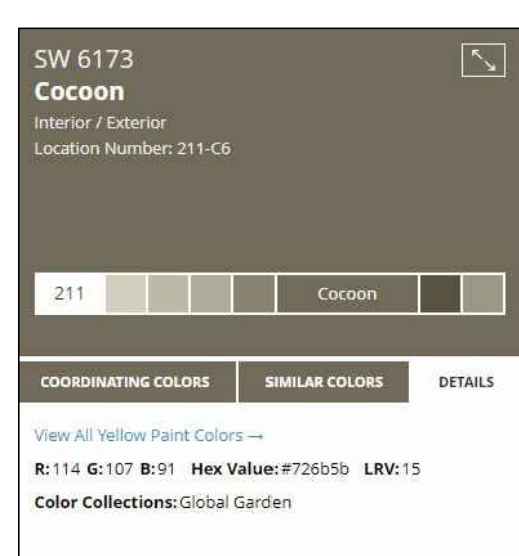 SW 6173
Cocoon
Interior / Exterior
Location Number: 211-C6
211 Cocoon
COORDINATING COLORS SIMILAR COLORS DETAILS
View All Yellow Paint Colors →
R:114 G:107 B:91 Hex Value:#726b5b LRV:15
Color Collections:Global Garden